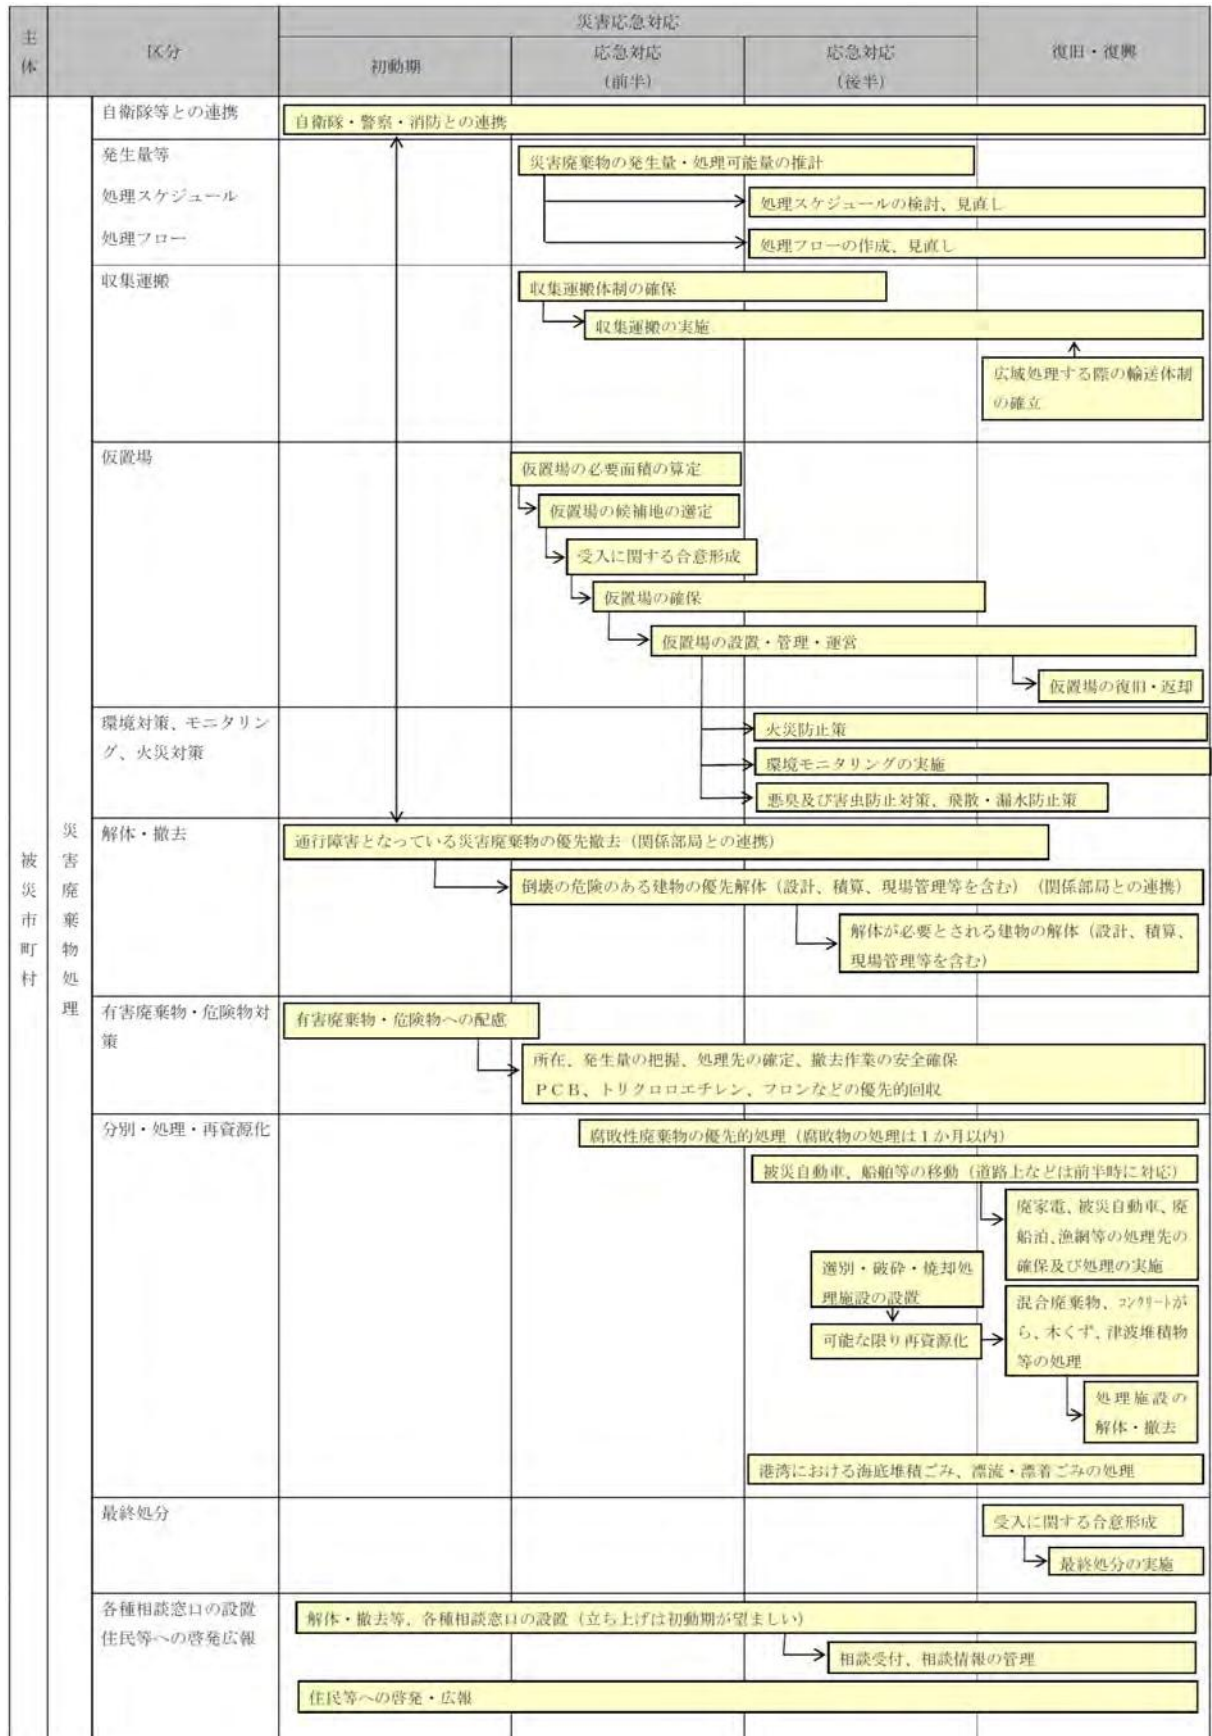 主体
区分
災害応急対応
初動期
応急対応
(前半)
応急対応
(後半)
復旧・復興
被災市町村
災害廃棄物処理
自衛隊等との連携
自衛隊・警察・消防との連携
発生量等
処理スケジュール
処理フロー
災害廃棄物の発生量・処理可能量の推計
処理スケジュールの検討、見直し
処理フローの作成、見直し
収集運搬
収集運搬体制の確保
収集運搬の実施
広域処理する際の輸送体制
の確立
仮置場
仮置場の必要面積の算定
仮置場の候補地の選定
受入に関する合意形成
仮置場の確保
仮置場の設置・管理・運営
仮置場の復旧・返却
環境対策、モニタリン
グ、火災対策
火災防止策
環境モニタリングの実施
悪臭及び害虫防止対策、飛散・漏水防止策
解体・撤去
通行障害となっている災害廃棄物の優先撤去（関係部局との連携）
倒壊の危険のある建物の優先解体（設計、積算、現場管理等を含む）（関係部局との連携）
解体が必要とされる建物の解体（設計、積算、
現場管理等を含む）
有害廃棄物・危険物対
策
有害廃棄物・危険物への配慮
所在、発生量の把握、処理先の確定、撤去作業の安全確保
ＰＣＢ、トリクロロエチレン、フロンなどの優先的回収
分別・処理・再資源化
腐敗性廃棄物の優先的処理（腐敗物の処理は１か月以内）
被災自動車、船舶等の移動（道路上などは前半時に対応）
廃家電、被災自動車、廃
船泊、漁網等の処理先の
確保及び処理の実施
選別・破砕・焼却処
理施設の設置
可能な限り再資源化
混合廃棄物、コンクリートが
ら、木くず、津波堆積物
等の処理
処理施設の
解体・撤去
港湾における海底堆積ごみ、漂流・漂着ごみの処理
最終処分
受入に関する合意形成
最終処分の実施
各種相談窓口の設置
住民等への啓発広報
解体・撤去等、各種相談窓口の設置（立ち上げは初動期が望ましい）
相談受付、相談情報の管理
住民等への啓発・広報